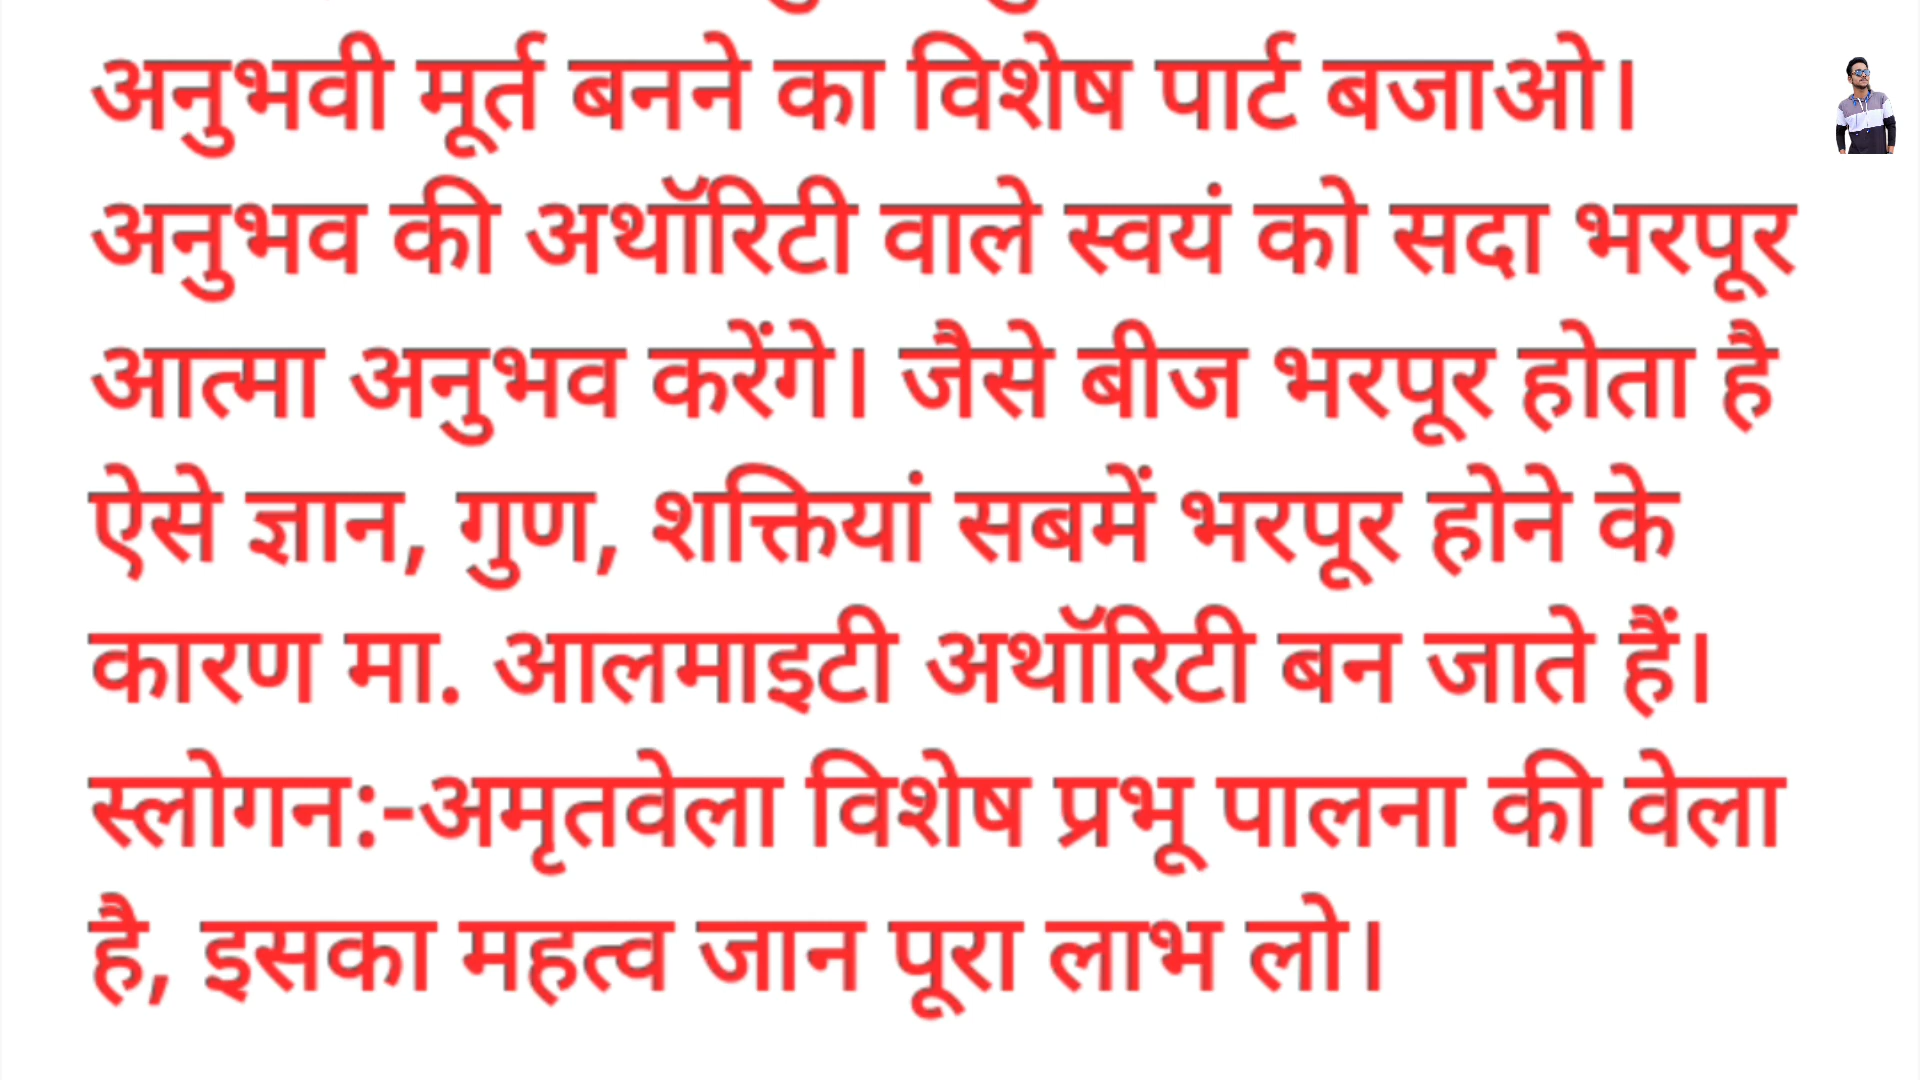 अनुभवी मूर्त बनने का विशेष पार्ट बजाओ।
अनुभव की अथॉरिटी वाले स्वयं को सदा भरपूर
आत्मा अनुभव करेंगे। जैसे बीज भरपूर होता है
ऐसे ज्ञान, गुण, शक्तियां सबमें भरपूर होने के
कारण मा. आलमाइटी अथॉरिटी बन जाते हैं।
स्लोगन:-अमृतवेला विशेष प्रभू पालना की वेला
है, इसका महत्व जान पूरा लाभ लो।